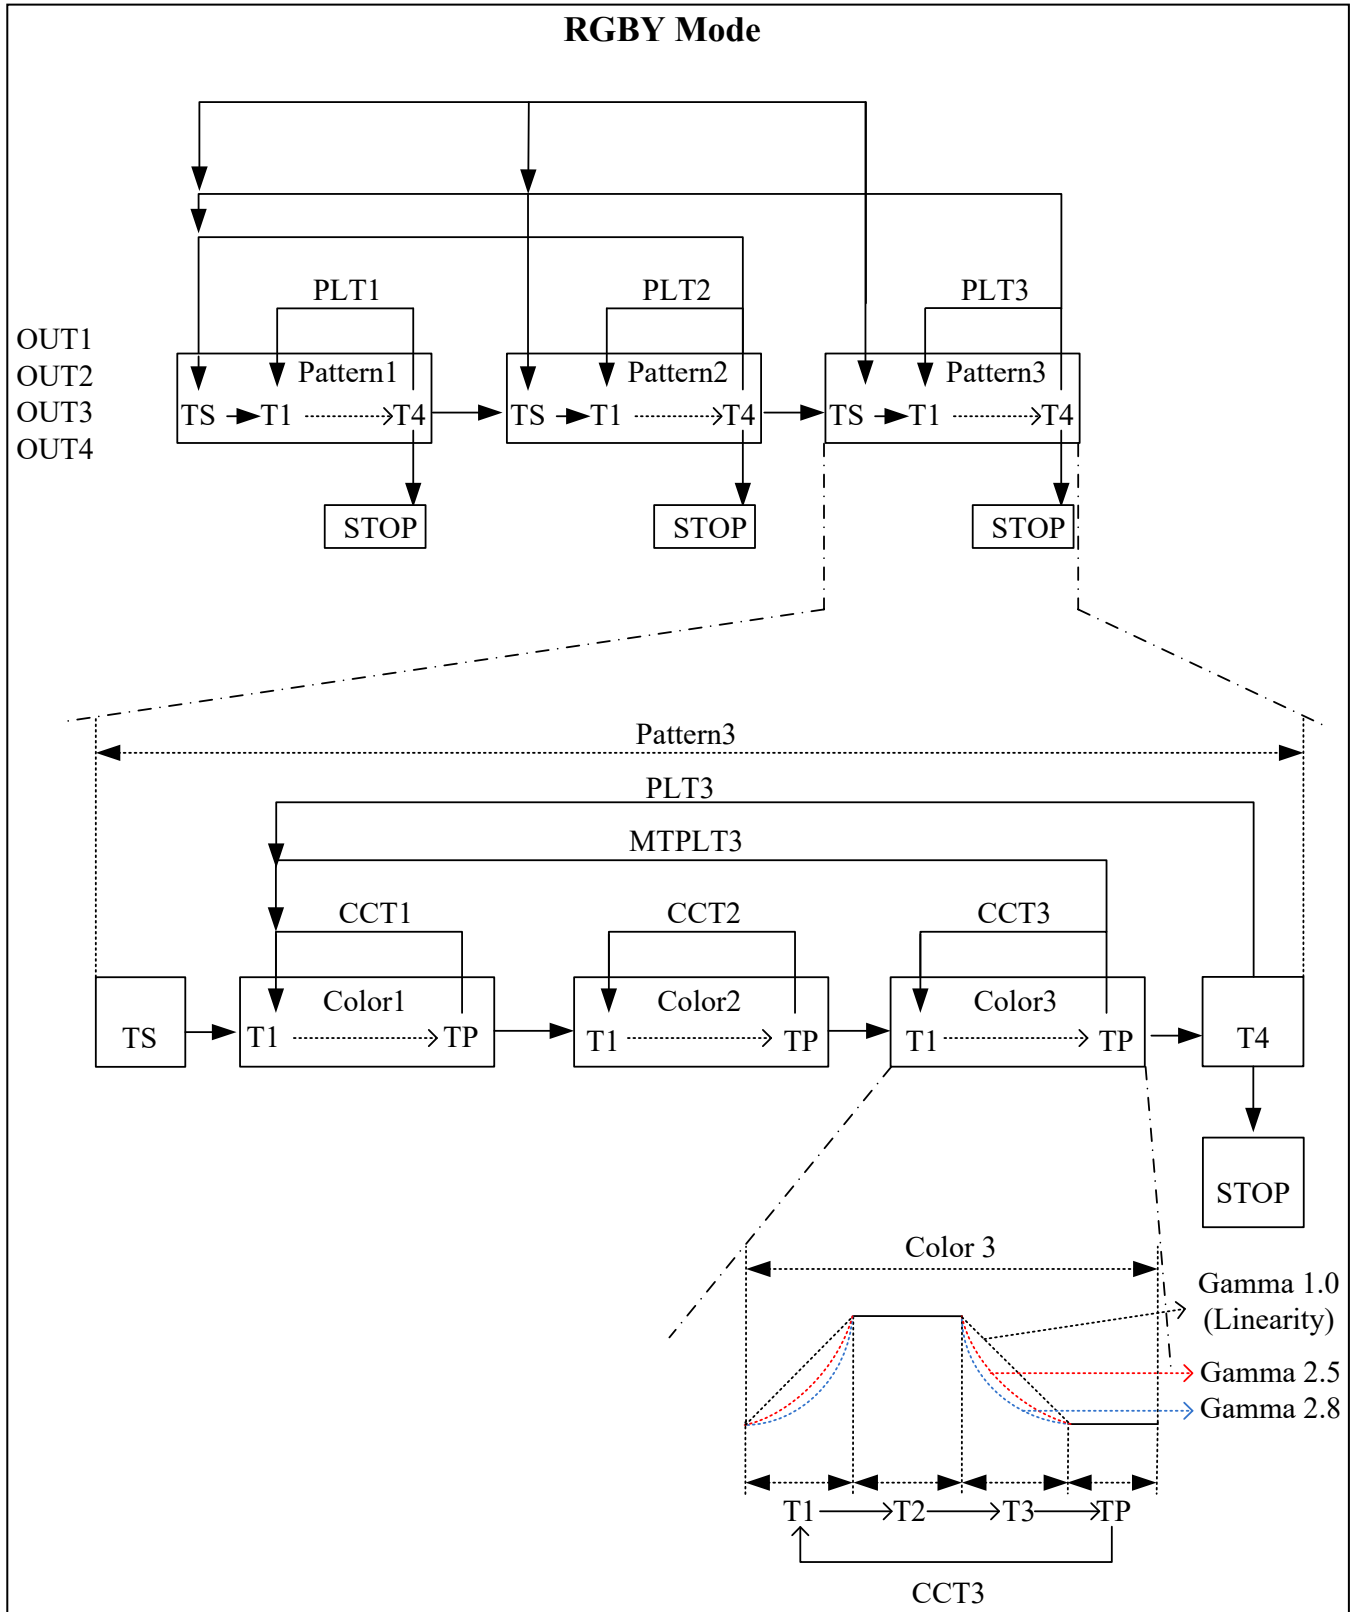 RGBY Mode
PLT1
PLT2
PLT3
OUT1
OUT2
OUT3
OUT4
Pattern1
TS
T1
T4
Pattern2
TS
T1
T4
Pattern3
TS
T1
T4
STOP
STOP
STOP
Pattern3
PLT3
MTPLT3
CCT1
CCT2
CCT3
TS
Color1
T1
TP
Color2
T1
TP
Color3
T1
TP
T4
STOP
Color 3
Gamma 1.0
(Linearity)
Gamma 2.5
Gamma 2.8
T1
T2
T3
TP
CCT3